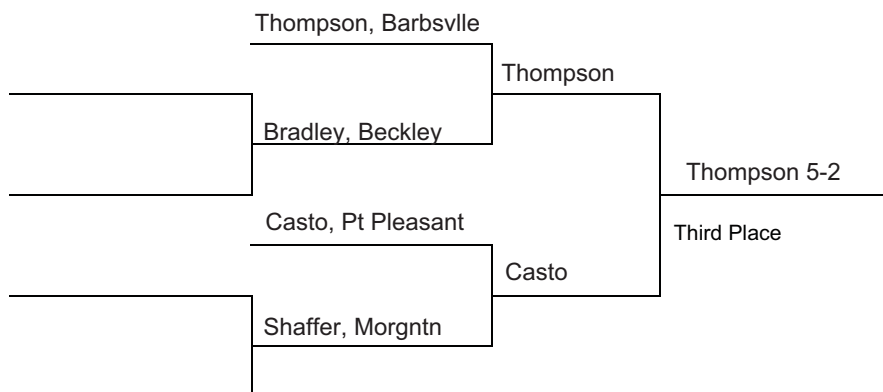 Thompson, Barbsvlle
Thompson
Bradley, Beckley
Thompson 5-2
Casto, Pt Pleasant
Third Place
Casto
Shaffer, Morgntn